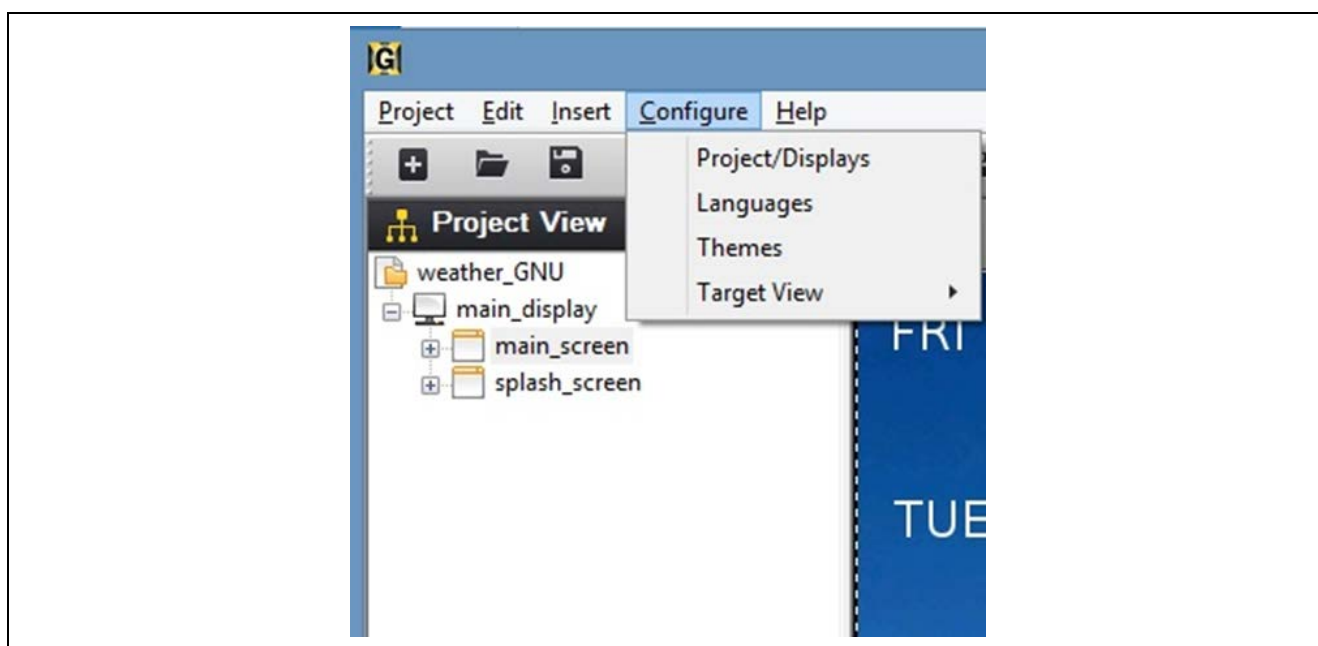 G
Project Edit Insert Configure Help
Project/Displays
Languages
Themes
Target View
Project View
weather_GNU
main_display
main_screen
splash_screen
FRI
TUE